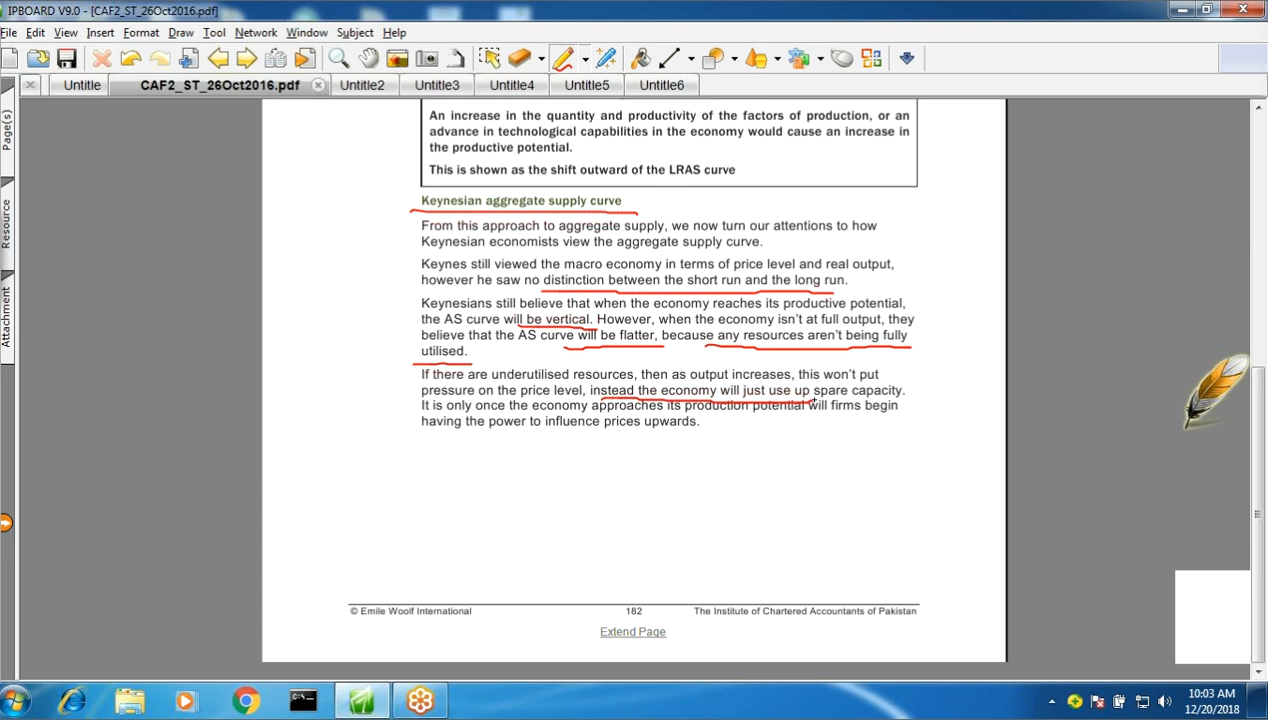 IPBOARD V9.0 - [CAF2_ST_26Oct2016.pdf]
File Edit View Insert Format Draw Tool Network Window Subject Help
Untitle CAF2_ST_26Oct2016.pdf Untitle2 Untitle3 Untitle4 Untitle5 Untitle6
Page(s)
Resource
Attachment
An increase in the quantity and productivity of the factors of production, or an
advance in technological capabilities in the economy would cause an increase in
the productive potential.
This is shown as the shift outward of the LRAS curve
Keynesian aggregate supply curve
From this approach to aggregate supply, we now turn our attentions to how
Keynesian economists view the aggregate supply curve.
Keynes still viewed the macro economy in terms of price level and real output,
however he saw no distinction between the short run and the long run.
Keynesians still believe that when the economy reaches its productive potential,
the AS curve will be vertical. However, when the economy isn't at full output, they
believe that the AS curve will be flatter, because any resources aren't being fully
utilised.
If there are underutilised resources, then as output increases, this won't put
pressure on the price level, instead the economy will just use up spare capacity.
It is only once the economy approaches its production potential will firms begin
having the power to influence prices upwards.
© Emile Woolf International 182 The Institute of Chartered Accountants of Pakistan
Extend Page
10:03 AM
12/20/2018